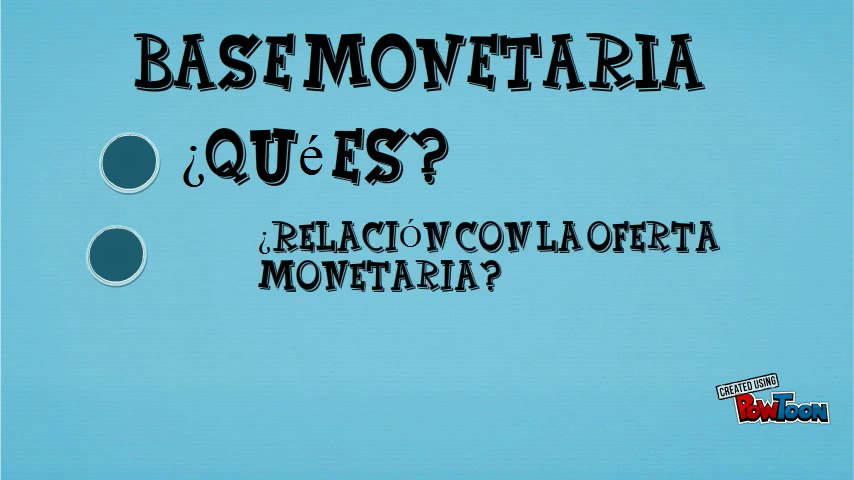 BASE MONETARIA
¿QUé ES?
¿RELACIÓN CON LA OFERTA
MONETARIA?
CREATED USING
POWTOON